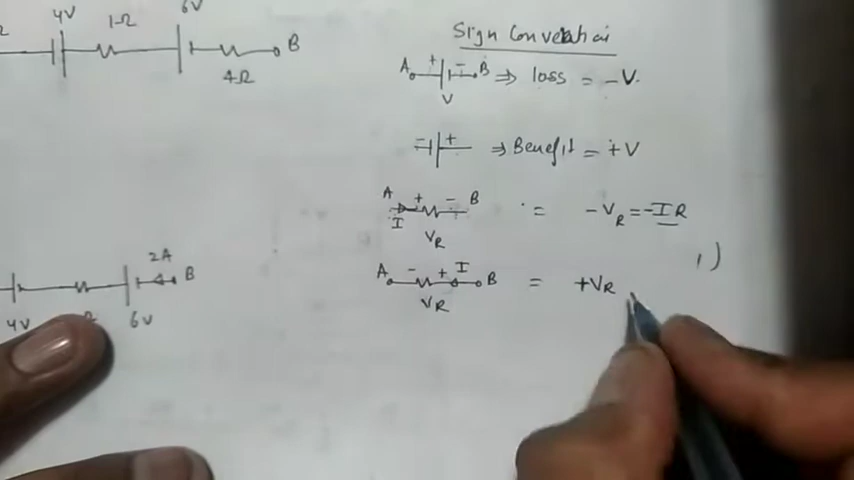 4V 1Ω 6V
4Ω B
Sign Convention
A + - B ⇒ loss = -V.
V
- + ⇒ Benefit = +V
A + - B = -V_R = -IR
I
V_R
1)
A - + I B = +V_R
V_R
2A B
4V 6V